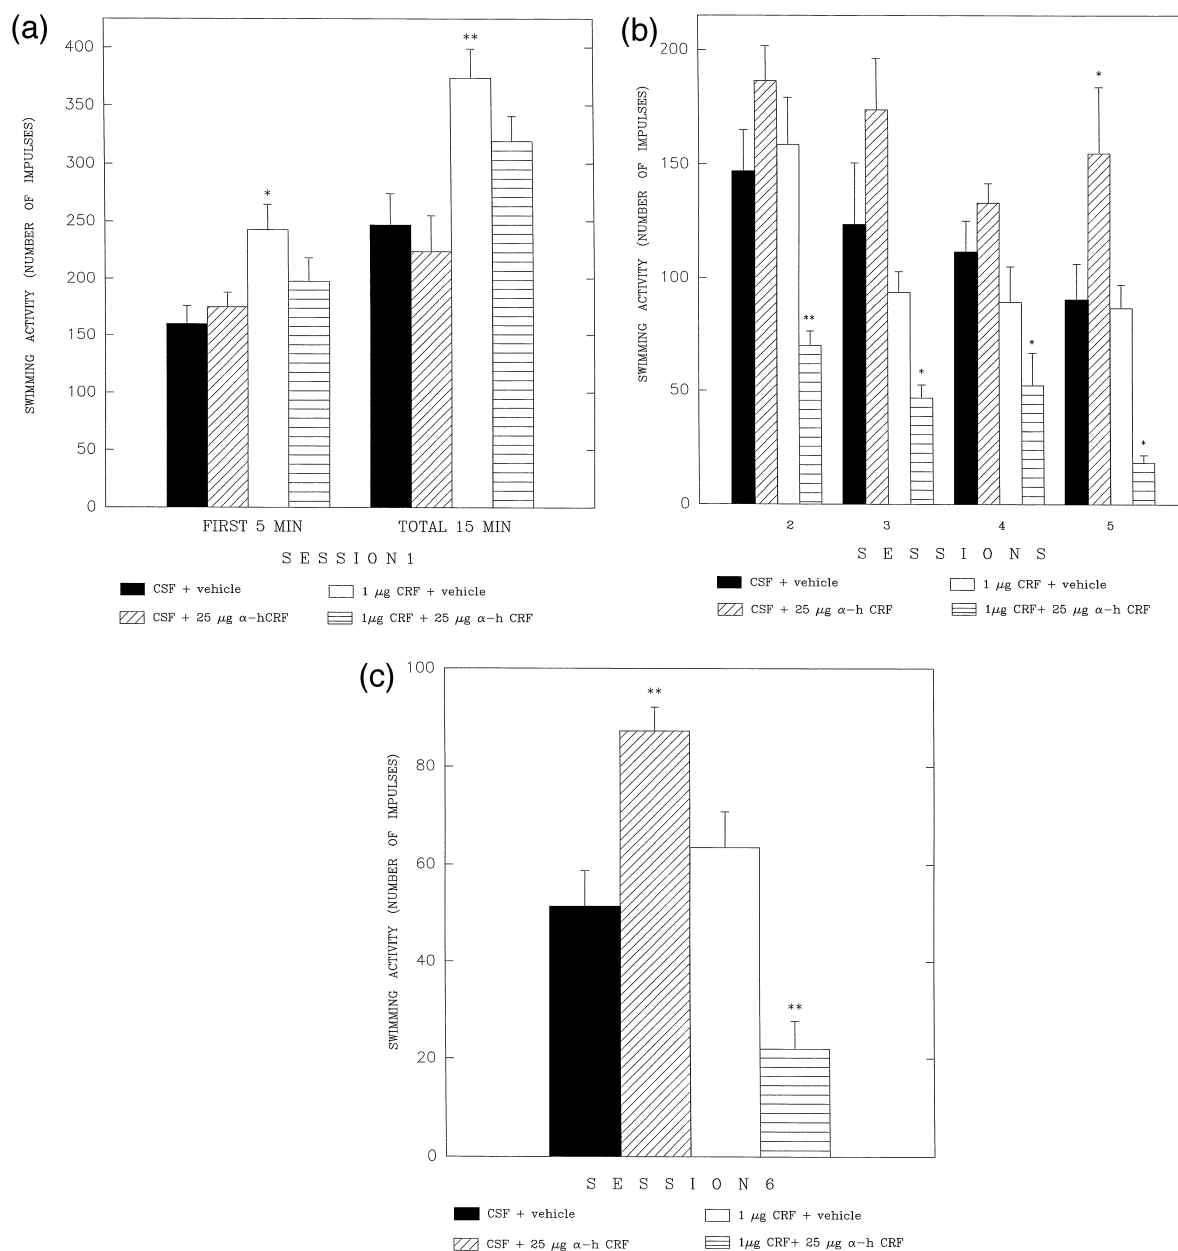 (a)
SWIMMING ACTIVITY (NUMBER OF IMPULSES)
400
350
300
250
200
150
100
50
0
*
**
FIRST 5 MIN
TOTAL 15 MIN
SESSION1
CSF + vehicle
1 µg CRF + vehicle
CSF + 25 µg α-hCRF
1µg CRF + 25 µg α-h CRF
(b)
SWIMMING ACTIVITY (NUMBER OF IMPULSES)
200
150
100
50
0
**
*
*
*
*
2
3
4
5
SESSIONS
CSF + vehicle
1 µg CRF + vehicle
CSF + 25 µg α-h CRF
1µg CRF+ 25 µg α-h CRF
(c)
SWIMMING ACTIVITY (NUMBER OF IMPULSES)
100
80
60
40
20
0
**
**
SESSION6
CSF + vehicle
1 µg CRF + vehicle
CSF + 25 µg α-h CRF
1µg CRF+ 25 µg α-h CRF